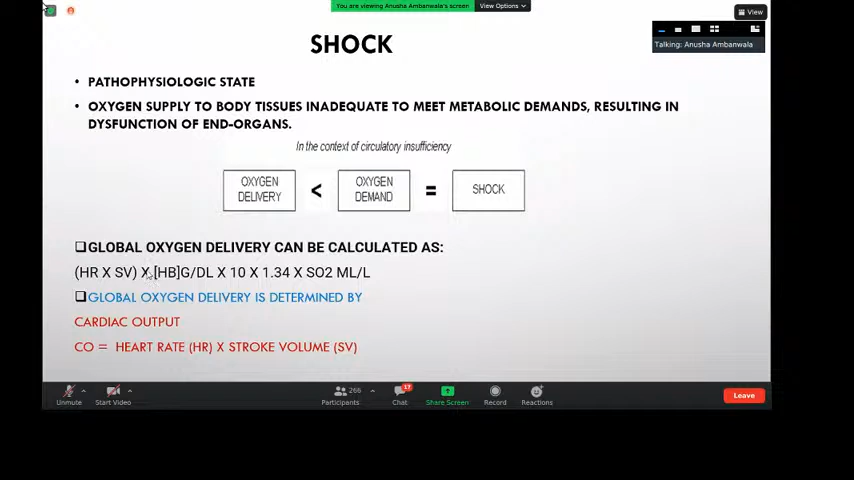 You are viewing Anusha Ambanwala's screen
View Options
View
Talking: Anusha Ambanwala
SHOCK
• PATHOPHYSIOLOGIC STATE
• OXYGEN SUPPLY TO BODY TISSUES INADEQUATE TO MEET METABOLIC DEMANDS, RESULTING IN
DYSFUNCTION OF END-ORGANS.
In the context of circulatory insufficiency
OXYGEN
DELIVERY
<
OXYGEN
DEMAND
=
SHOCK
❑GLOBAL OXYGEN DELIVERY CAN BE CALCULATED AS:
(HR X SV) X [HB]G/DL X 10 X 1.34 X SO2 ML/L
❑GLOBAL OXYGEN DELIVERY IS DETERMINED BY
CARDIAC OUTPUT
CO = HEART RATE (HR) X STROKE VOLUME (SV)
Unmute
Start Video
266
Participants
17
Chat
Share Screen
Record
Reactions
Leave